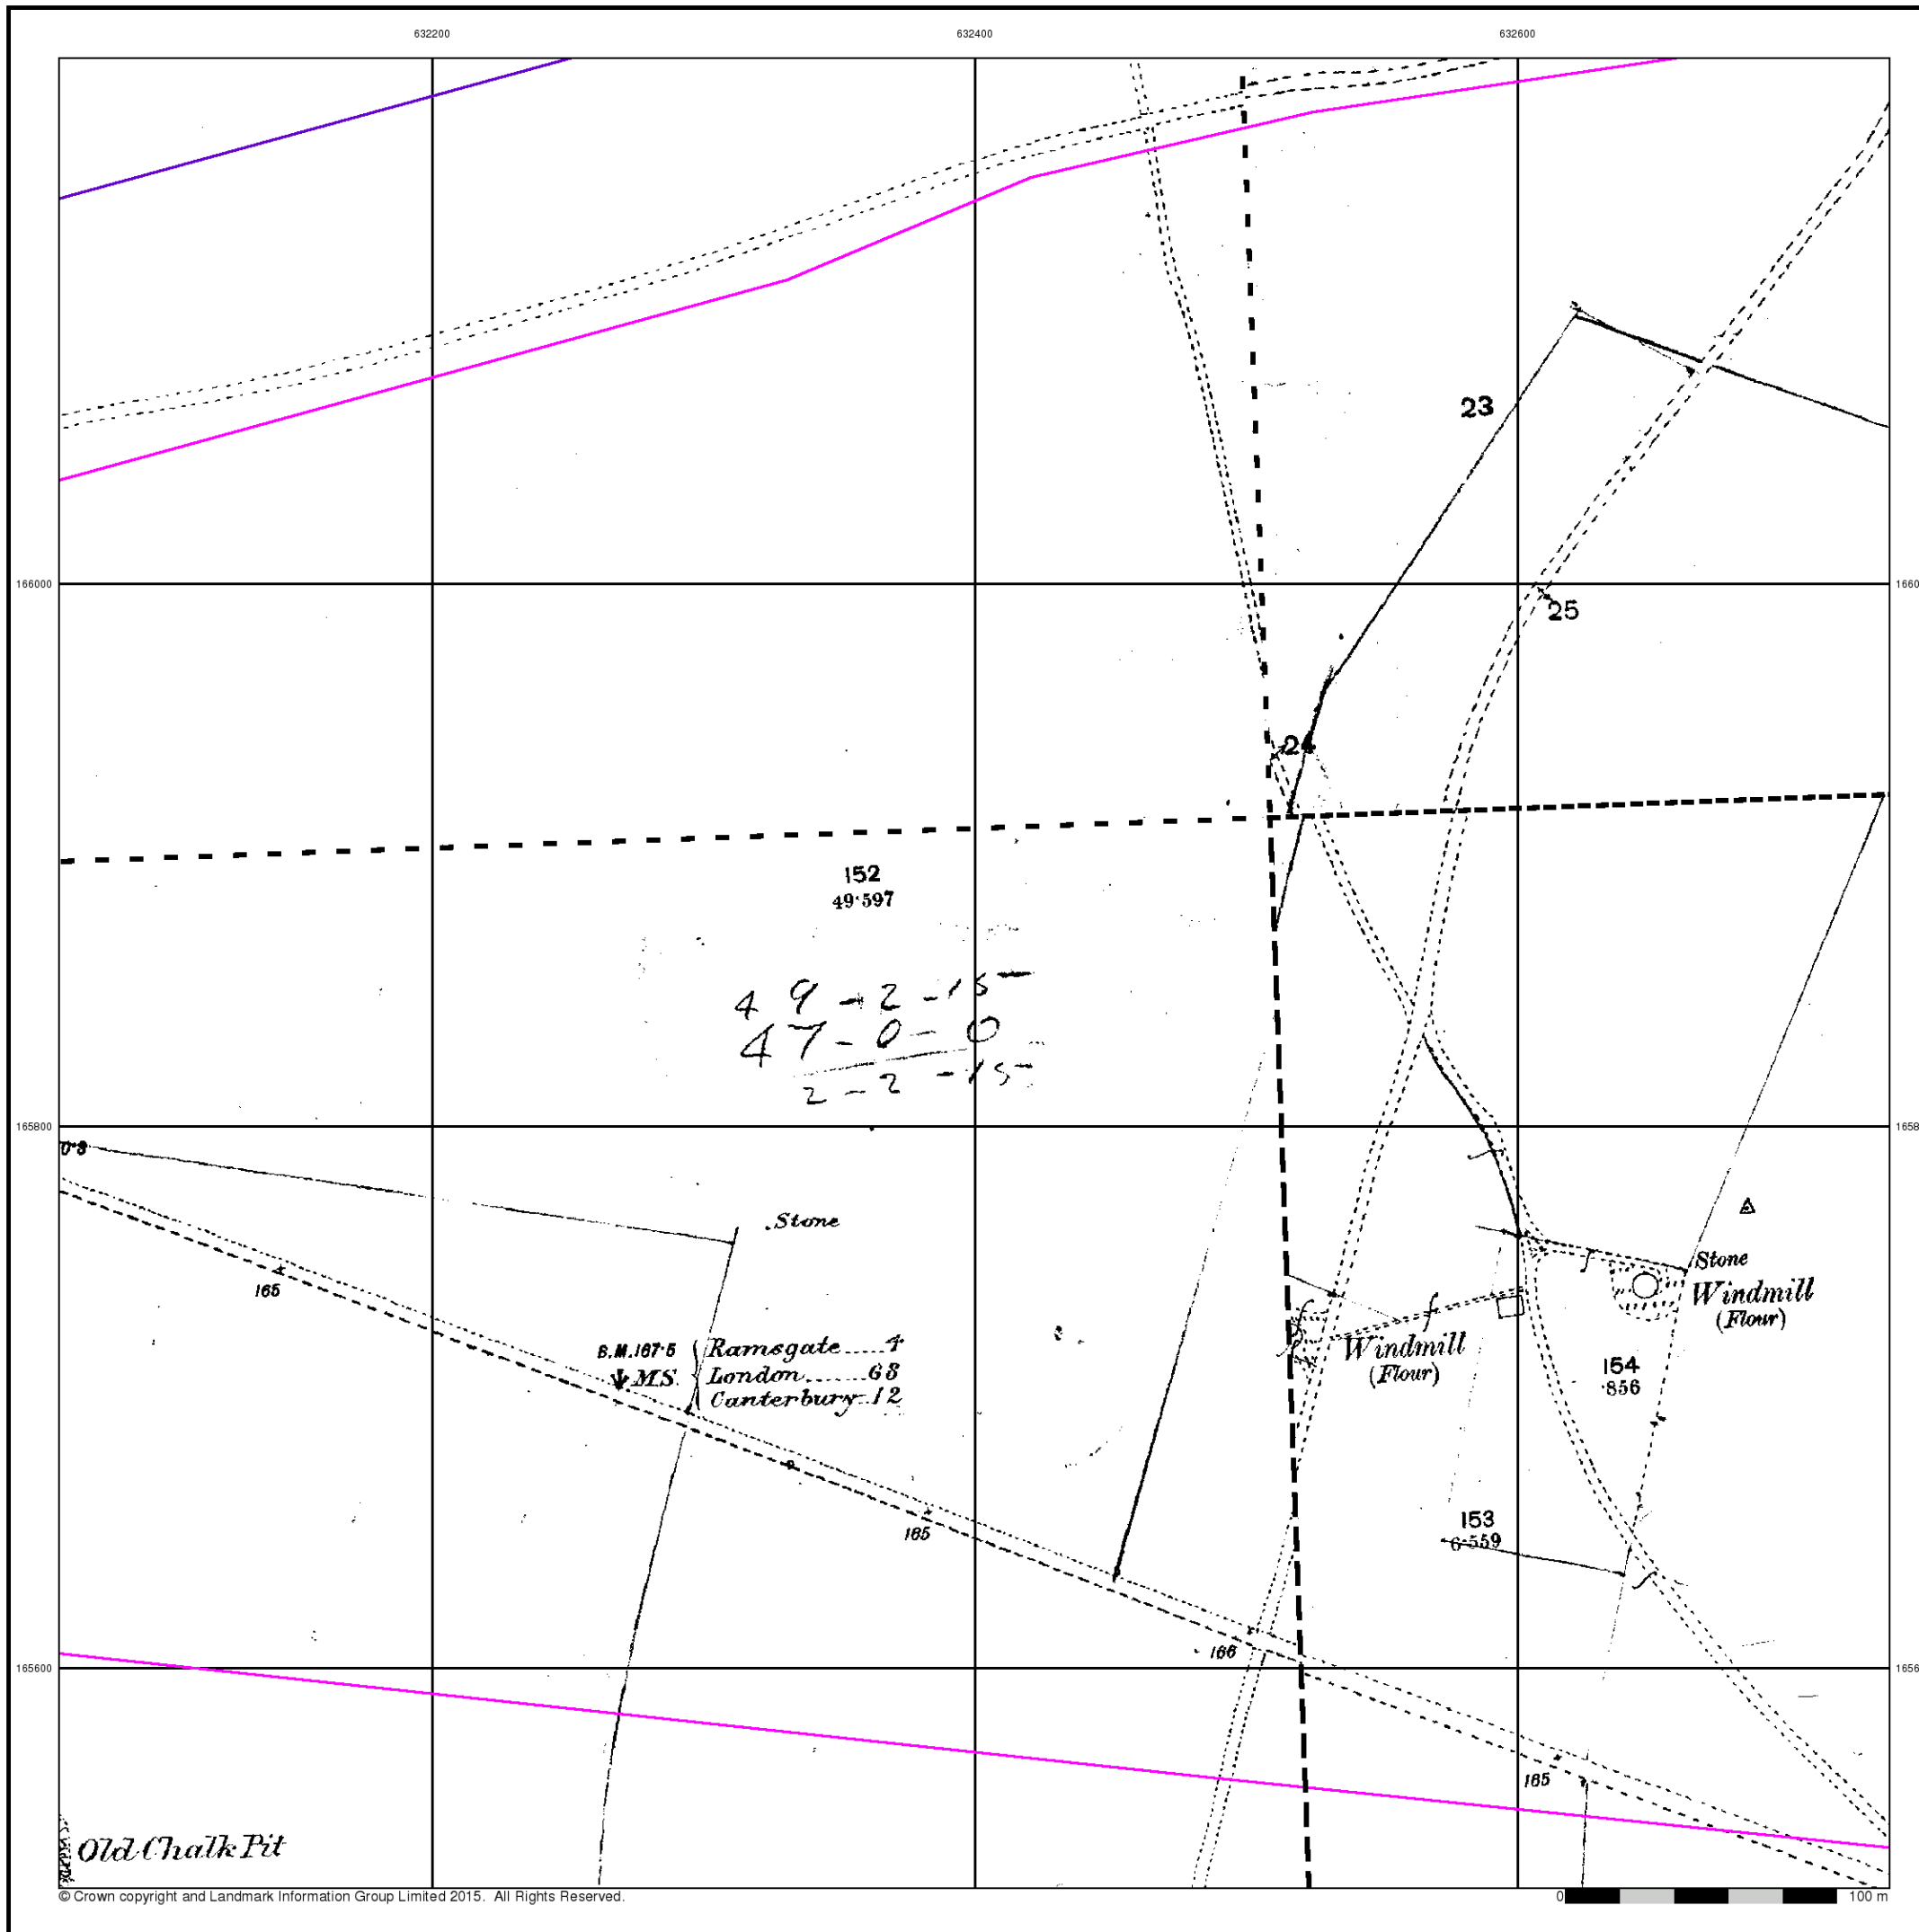 632200 632400 632600
23
166000
25
24
152
49·597
49-2-15
47-0-0
2-2-15
165800
Stone
165
Stone
Windmill
(Flour)
B.M.167·5
M.S.
Ramsgate 4
London 68
Canterbury 12
Windmill
(Flour)
154
·856
165
153
6·559
166
165600
165
Old Chalk Pit
© Crown copyright and Landmark Information Group Limited 2015. All Rights Reserved.
0 100 m